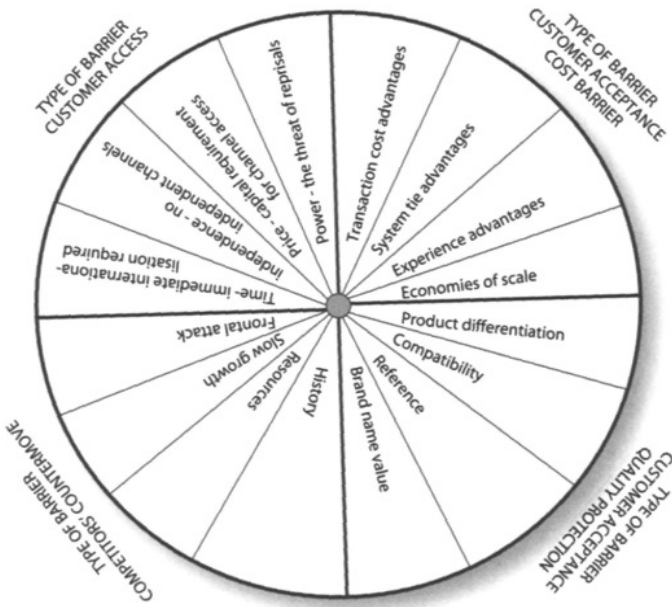 TYPE OF BARRIER
CUSTOMER ACCESS
TYPE OF BARRIER
CUSTOMER ACCEPTANCE
COST BARRIER
Power - the threat of reprisals
Price - capital requirement
for channel access
independence - no
independent channels
Time- immediate internationa-
lisation required
Transaction cost advantages
System tie advantages
Experience advantages
Economies of scale
Product differentiation
Compatibility
Reference
Brand name value
Frontal attack
Slow growth
Resources
History
TYPE OF BARRIER
COMPETITORS' COUNTERMOVE
TYPE OF BARRIER
CUSTOMER ACCEPTANCE
QUALITY PROTECTION